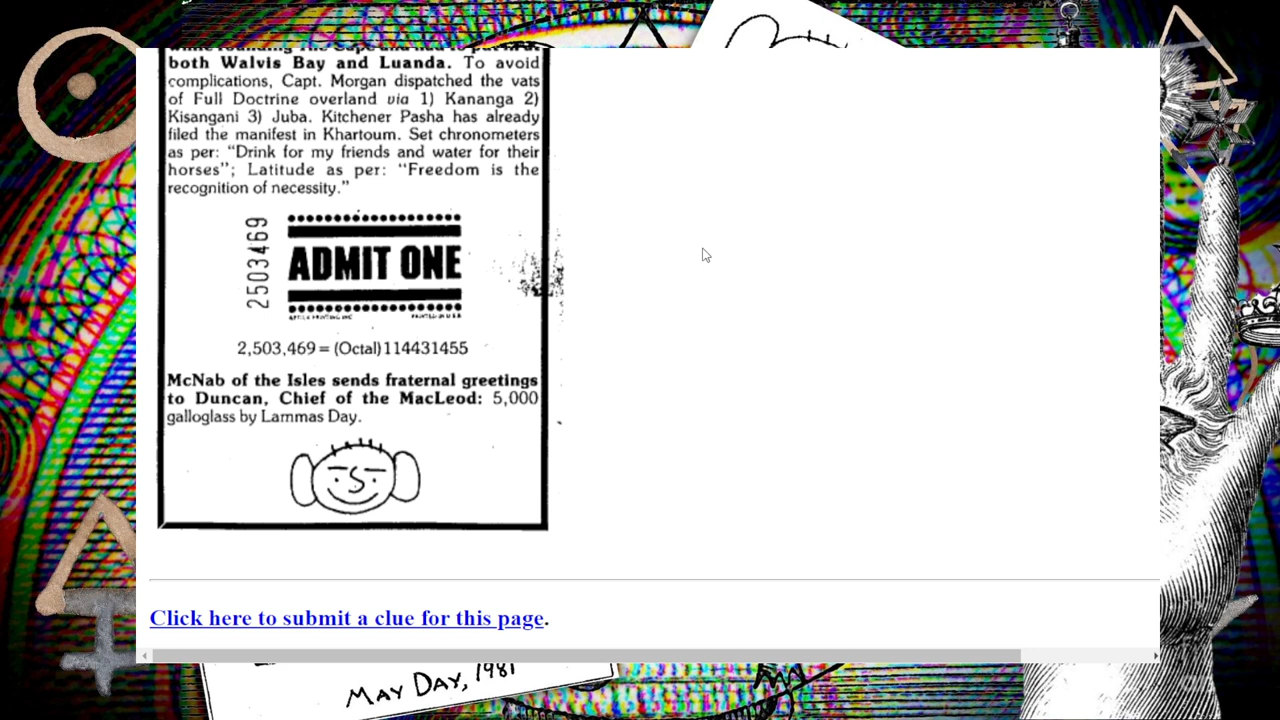 both Walvis Bay and Luanda. To avoid
complications, Capt. Morgan dispatched the vats
of Full Doctrine overland via 1) Kananga 2)
Kisangani 3) Juba. Kitchener Pasha has already
filed the manifest in Khartoum. Set chronometers
as per: “Drink for my friends and water for their
horses”; Latitude as per: “Freedom is the
recognition of necessity.”
2503469
ADMIT ONE
PRINTED IN U.S.A.
2,503,469 = (Octal)114431455
McNab of the Isles sends fraternal greetings
to Duncan, Chief of the MacLeod: 5,000
galloglass by Lammas Day.
Click here to submit a clue for this page.
MAY DAY, 1981